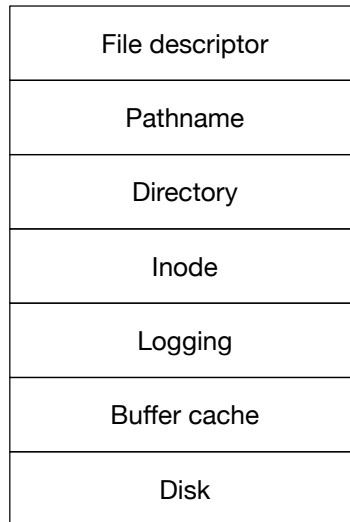 File descriptor
Pathname
Directory
Inode
Logging
Buffer cache
Disk